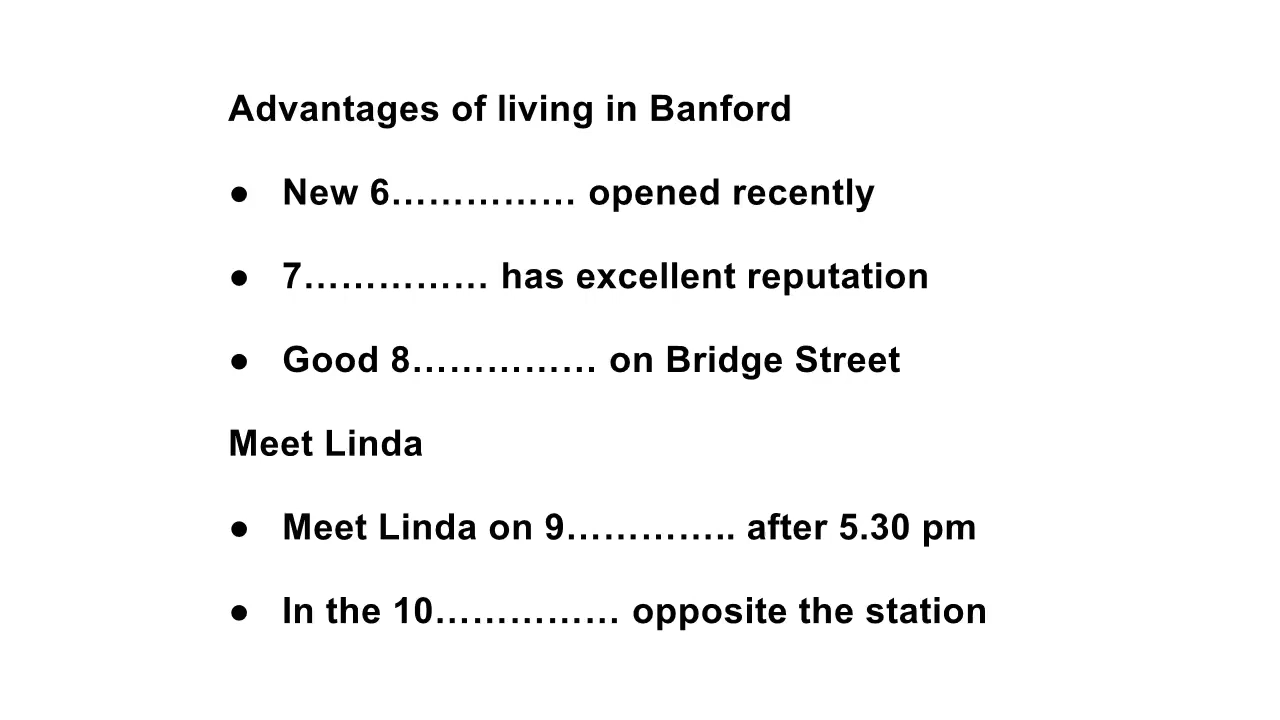 Advantages of living in Banford
● New 6…………… opened recently
● 7…………… has excellent reputation
● Good 8…………… on Bridge Street
Meet Linda
● Meet Linda on 9………….. after 5.30 pm
● In the 10…………… opposite the station